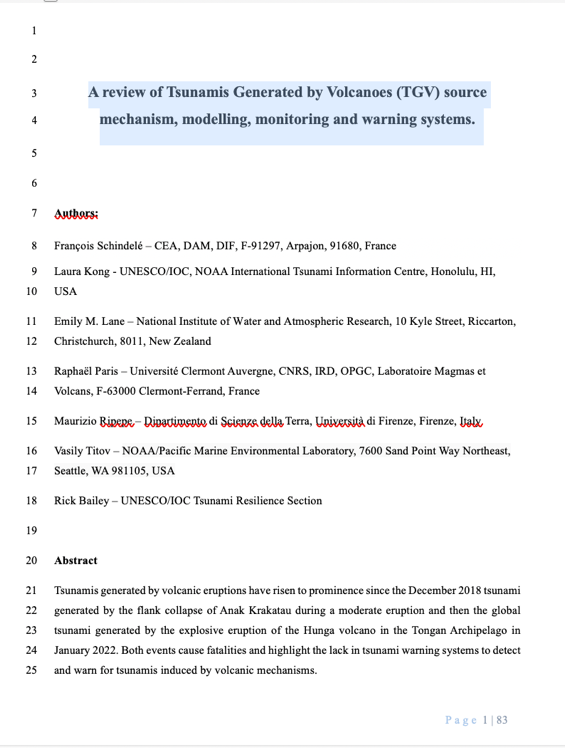 1
2
3 A review of Tsunamis Generated by Volcanoes (TGV) source
4 mechanism, modelling, monitoring and warning systems.
5
6
7 Authors:
8 François Schindelé – CEA, DAM, DIF, F-91297, Arpajon, 91680, France
9 Laura Kong - UNESCO/IOC, NOAA International Tsunami Information Centre, Honolulu, HI,
10 USA
11 Emily M. Lane – National Institute of Water and Atmospheric Research, 10 Kyle Street, Riccarton,
12 Christchurch, 8011, New Zealand
13 Raphaël Paris – Université Clermont Auvergne, CNRS, IRD, OPGC, Laboratoire Magmas et
14 Volcans, F-63000 Clermont-Ferrand, France
15 Maurizio Ripepe – Dipartimento di Scienze della Terra, Università di Firenze, Firenze, Italy,
16 Vasily Titov – NOAA/Pacific Marine Environmental Laboratory, 7600 Sand Point Way Northeast,
17 Seattle, WA 981105, USA
18 Rick Bailey – UNESCO/IOC Tsunami Resilience Section
19
20 Abstract
21 Tsunamis generated by volcanic eruptions have risen to prominence since the December 2018 tsunami
22 generated by the flank collapse of Anak Krakatau during a moderate eruption and then the global
23 tsunami generated by the explosive eruption of the Hunga volcano in the Tongan Archipelago in
24 January 2022. Both events cause fatalities and highlight the lack in tsunami warning systems to detect
25 and warn for tsunamis induced by volcanic mechanisms.
Page 1 | 83